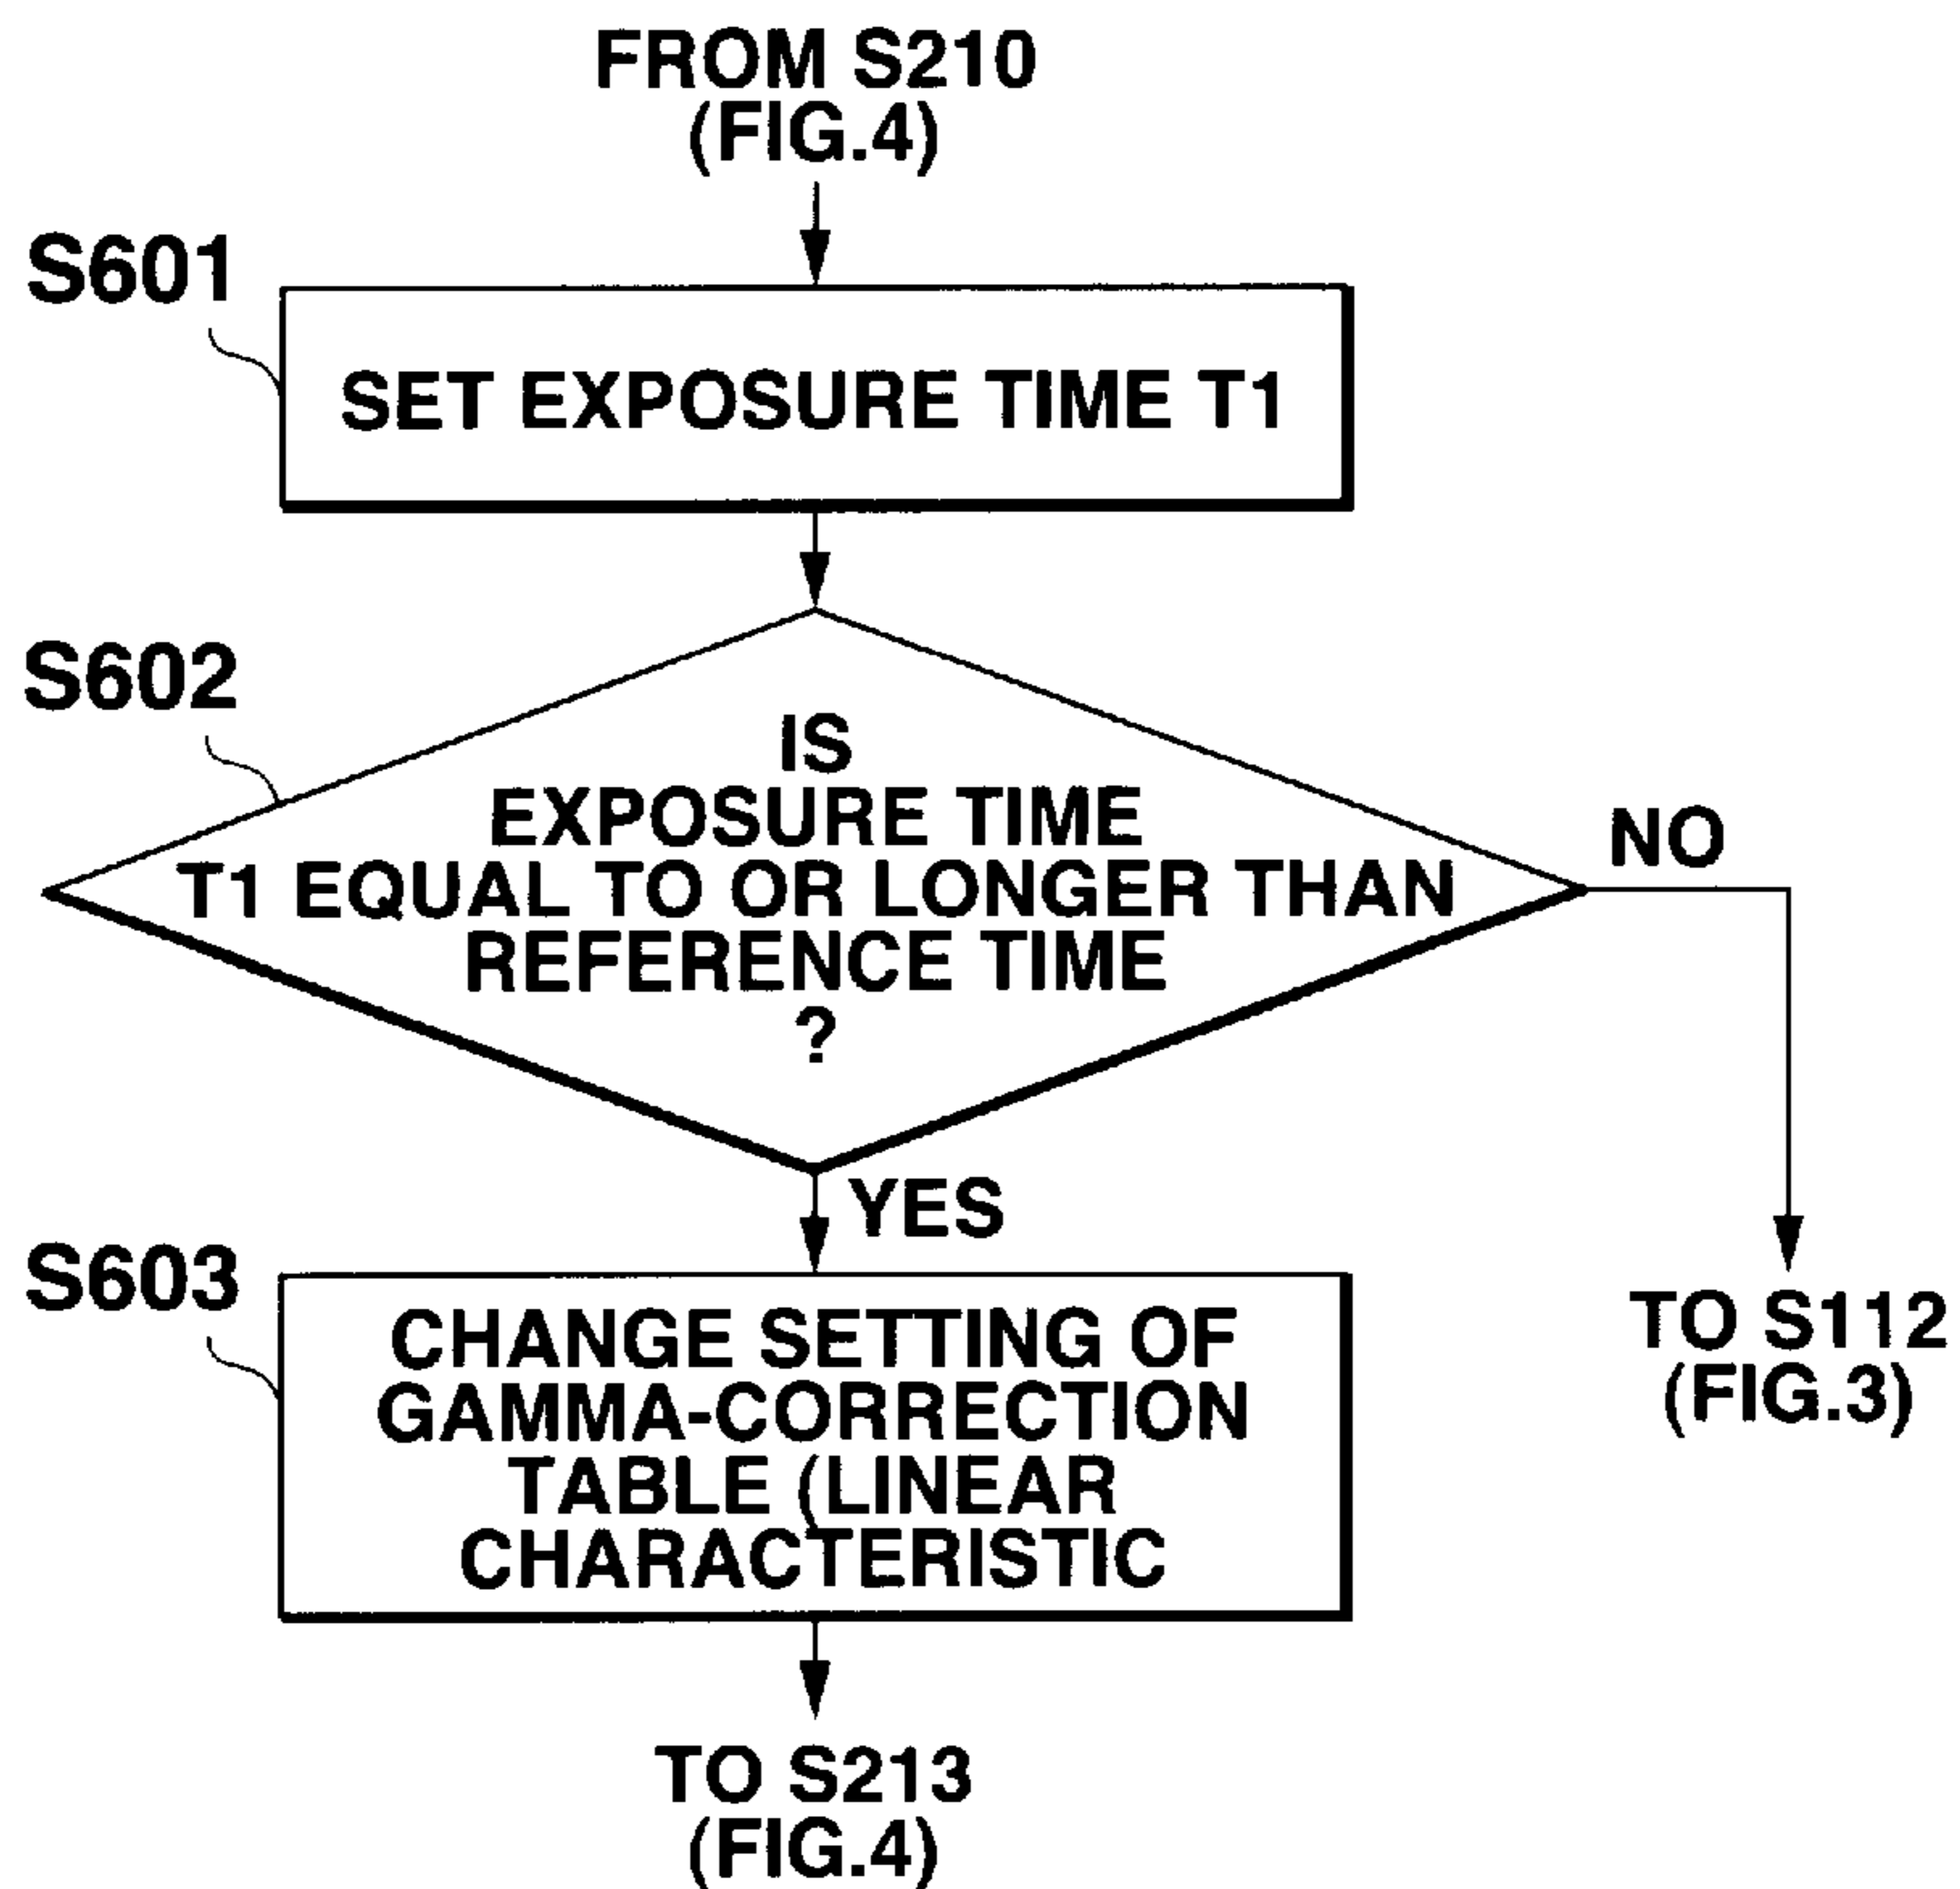 FROM S210
(FIG.4)
S601
SET EXPOSURE TIME T1
S602
IS
EXPOSURE TIME
T1 EQUAL TO OR LONGER THAN
REFERENCE TIME
?
NO
YES
S603
CHANGE SETTING OF
GAMMA-CORRECTION
TABLE (LINEAR
CHARACTERISTIC
TO S112
(FIG.3)
TO S213
(FIG.4)